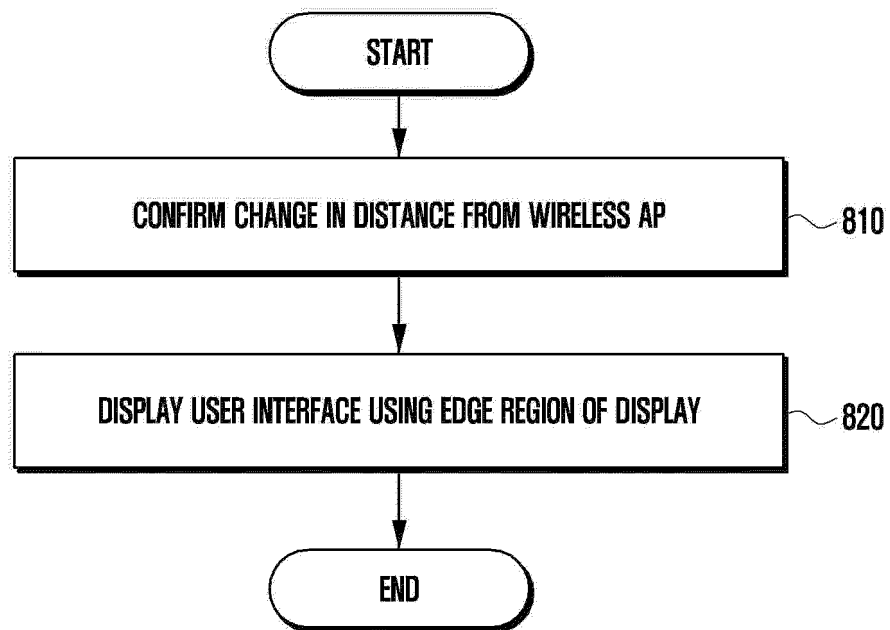 START
CONFIRM CHANGE IN DISTANCE FROM WIRELESS AP
810
DISPLAY USER INTERFACE USING EDGE REGION OF DISPLAY
820
END